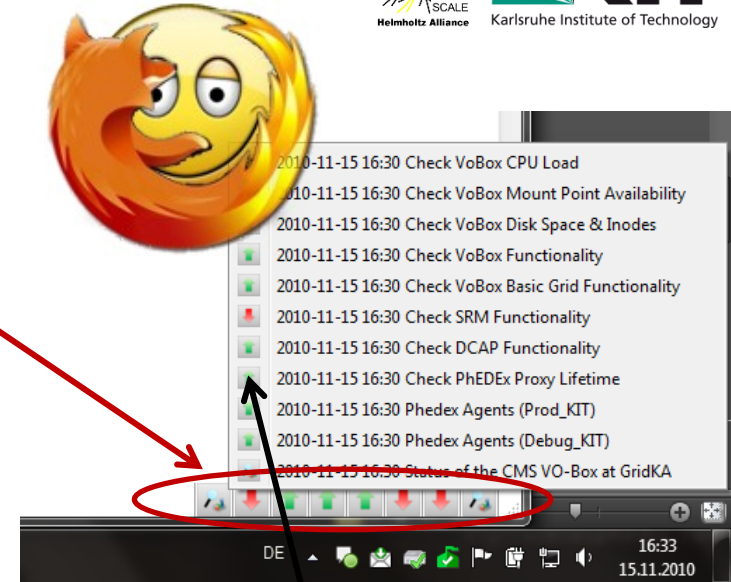 SCALE
Helmholtz Alliance
Karlsruhe Institute of Technology
2010-11-15 16:30 Check VoBox CPU Load
2010-11-15 16:30 Check VoBox Mount Point Availability
2010-11-15 16:30 Check VoBox Disk Space & Inodes
2010-11-15 16:30 Check VoBox Functionality
2010-11-15 16:30 Check VoBox Basic Grid Functionality
2010-11-15 16:30 Check SRM Functionality
2010-11-15 16:30 Check DCAP Functionality
2010-11-15 16:30 Check PhEDEx Proxy Lifetime
2010-11-15 16:30 Phedex Agents (Prod_KIT)
2010-11-15 16:30 Phedex Agents (Debug_KIT)
2010-11-15 16:30 Status of the CMS VO-Box at GridKA
DE
16:33
15.11.2010